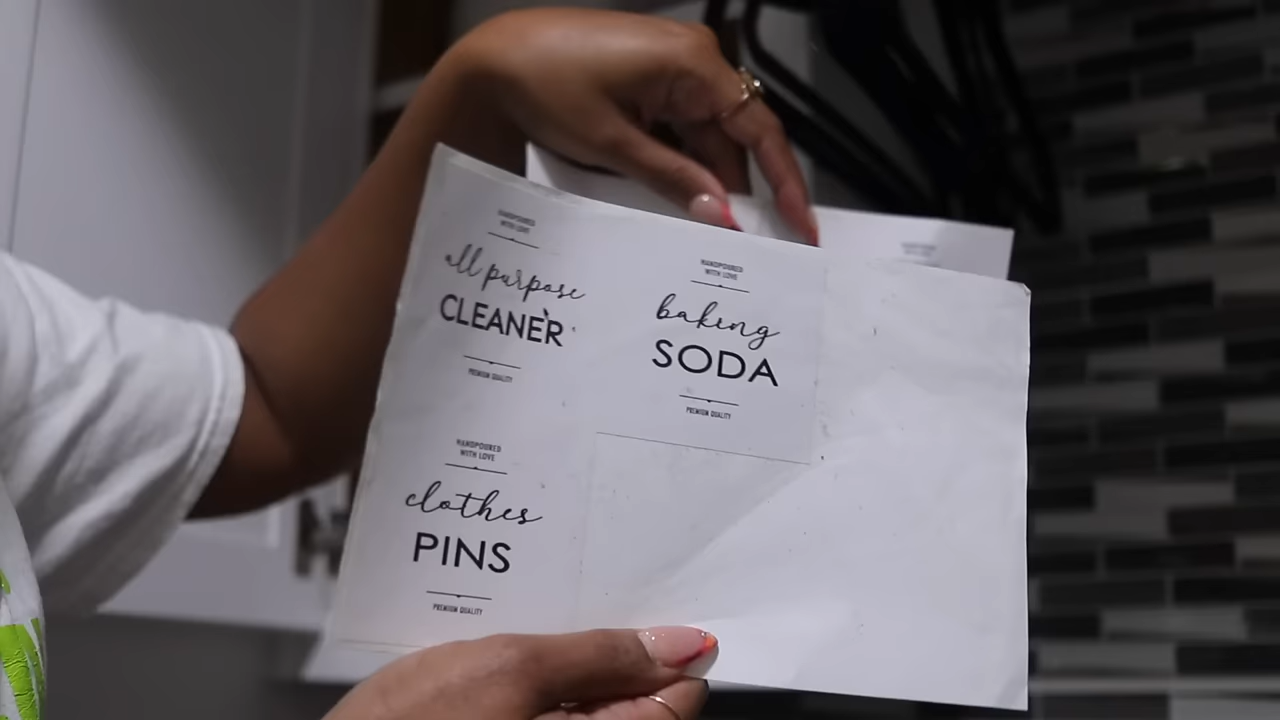 HANDPOURED
WITH LOVE
all purpose
CLEANER
PREMIUM QUALITY
HANDPOURED
WITH LOVE
baking
SODA
PREMIUM QUALITY
HANDPOURED
WITH LOVE
clothes
PINS
PREMIUM QUALITY